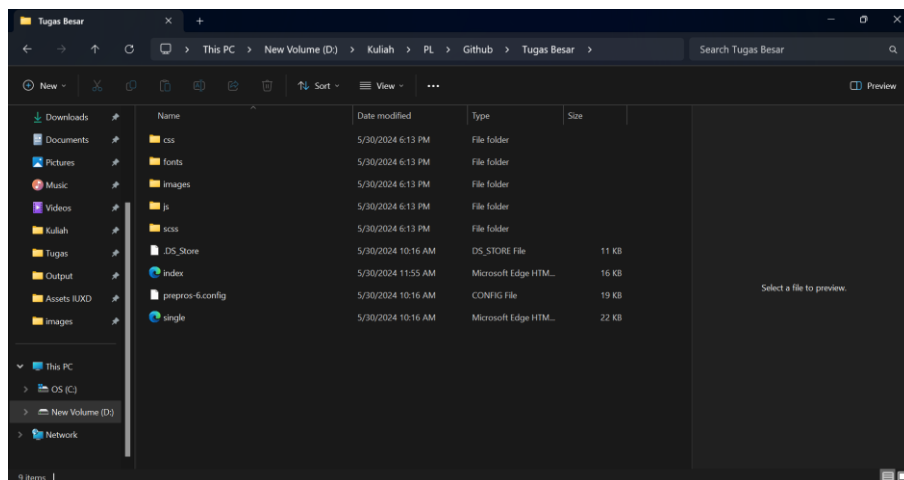 Tugas Besar
This PC > New Volume (D:) > Kuliah > PL > Github > Tugas Besar >
Search Tugas Besar
New
Sort
View
Preview
Downloads
Documents
Pictures
Music
Videos
Kuliah
Tugas
Output
Assets IUXD
images
This PC
OS (C:)
New Volume (D:)
Network
Name Date modified Type Size
css 5/30/2024 6:13 PM File folder
fonts 5/30/2024 6:13 PM File folder
images 5/30/2024 6:13 PM File folder
js 5/30/2024 6:13 PM File folder
scss 5/30/2024 6:13 PM File folder
.DS_Store 5/30/2024 10:16 AM DS_STORE File 11 KB
index 5/30/2024 11:55 AM Microsoft Edge HTM... 16 KB
prepros-6.config 5/30/2024 10:16 AM CONFIG File 19 KB
single 5/30/2024 10:16 AM Microsoft Edge HTM... 22 KB
Select a file to preview.
9 items